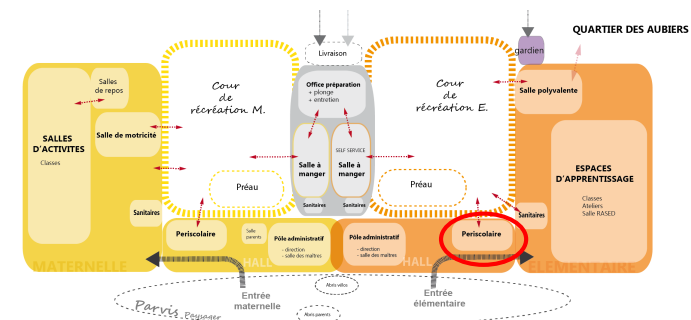 QUARTIER DES AUBIERS
Livraison
gardien
Cour
de
récréation M.
Office préparation
+ plonge
+ entretien
Cour
de
récréation E.
Salles
de repos
Salle polyvalente
Salle de motricité
SALLES
D'ACTIVITES
Classes
SELF SERVICE
Salle à
manger
Salle à
manger
ESPACES
D'APPRENTISSAGE
Classes
Ateliers
Salle RASED
Préau
Préau
Sanitaires
Sanitaires
Sanitaires
Sanitaires
Periscolaire
Salle
parents
Pôle administratif
- direction
- salle des maîtres
Pôle administratif
- direction
- salle des maîtres
Periscolaire
MATERNELLE
HALL
HALL
ELEMENTAIRE
Entrée
maternelle
Abris vélos
Entrée
élémentaire
Parvis Paysager
Abris parents